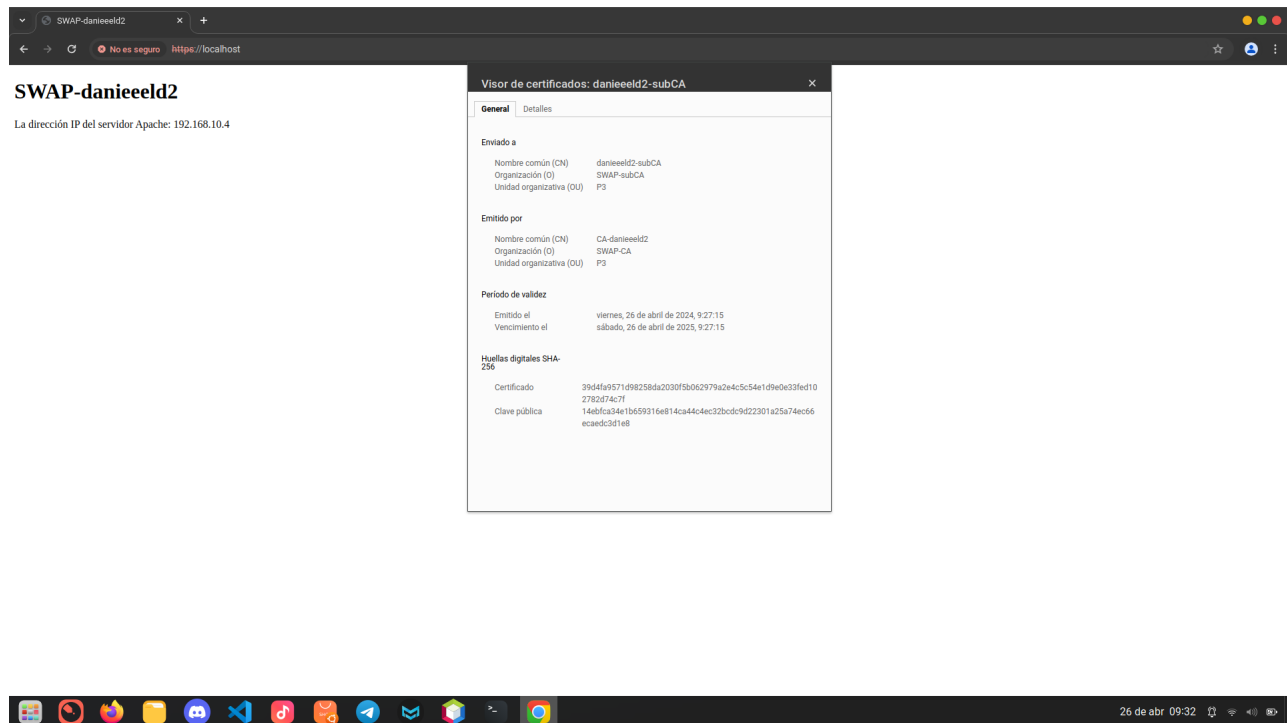 SWAP-danieeeld2
No es seguro https://localhost
SWAP-danieeeld2
La dirección IP del servidor Apache: 192.168.10.4
Visor de certificados: danieeeld2-subCA
General Detalles
Enviado a
Nombre común (CN) danieeeld2-subCA
Organización (O) SWAP-subCA
Unidad organizativa (OU) P3
Emitido por
Nombre común (CN) CA-danieeeld2
Organización (O) SWAP-CA
Unidad organizativa (OU) P3
Período de validez
Emitido el viernes, 26 de abril de 2024, 9:27:15
Vencimiento el sábado, 26 de abril de 2025, 9:27:15
Huellas digitales SHA-
256
Certificado 39d4fa9571d98258da2030f5b062979a2e4c5c54e1d9e0e33fed10
2782d74c7f
Clave pública 14ebfca34e1b659316e814ca44c4ec32bcdc9d22301a25a74ec66
ecaedc3d1e8
26 de abr 09:32